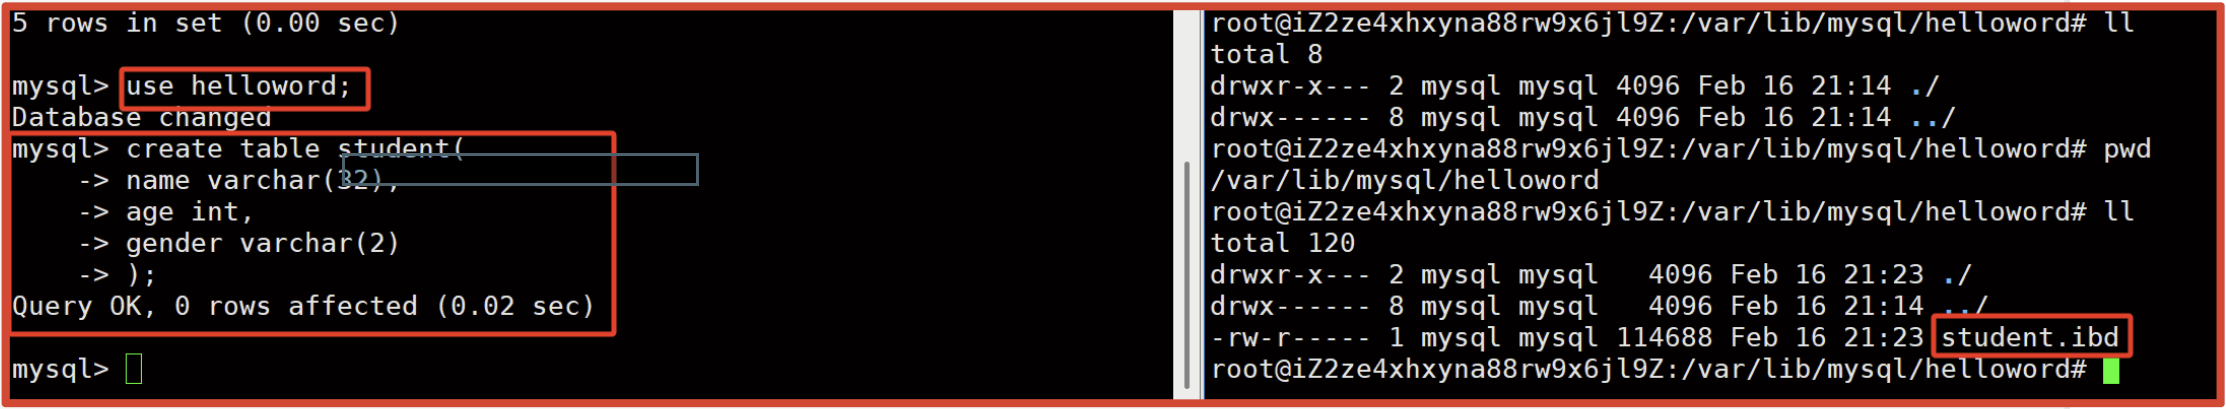 5 rows in set (0.00 sec)
mysql> use helloword;
Database changed
mysql> create table student(
    -> name varchar(32),
    -> age int,
    -> gender varchar(2)
    -> );
Query OK, 0 rows affected (0.02 sec)
mysql>
root@iZ2ze4xhxyna88rw9x6jl9Z:/var/lib/mysql/helloword# ll
total 8
drwxr-x--- 2 mysql mysql 4096 Feb 16 21:14 ./
drwx------ 8 mysql mysql 4096 Feb 16 21:14 ../
root@iZ2ze4xhxyna88rw9x6jl9Z:/var/lib/mysql/helloword# pwd
/var/lib/mysql/helloword
root@iZ2ze4xhxyna88rw9x6jl9Z:/var/lib/mysql/helloword# ll
total 120
drwxr-x--- 2 mysql mysql   4096 Feb 16 21:23 ./
drwx------ 8 mysql mysql   4096 Feb 16 21:14 ../
-rw-r----- 1 mysql mysql 114688 Feb 16 21:23 student.ibd
root@iZ2ze4xhxyna88rw9x6jl9Z:/var/lib/mysql/helloword#